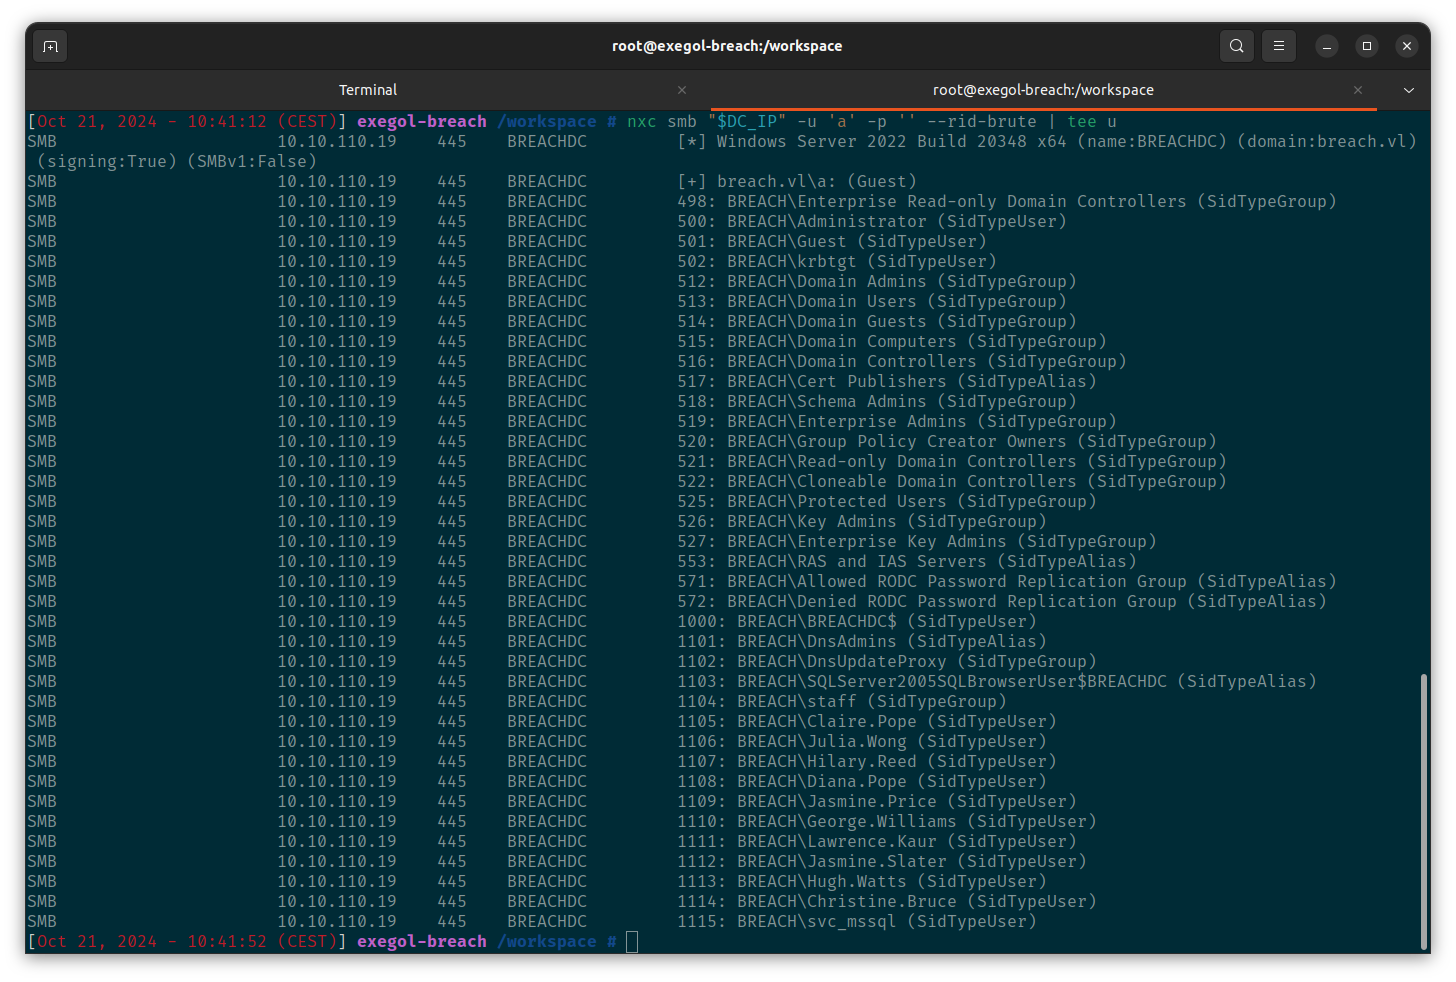 root@exegol-breach:/workspace
Terminal
root@exegol-breach:/workspace
[Oct 21, 2024 - 10:41:12 (CEST)] exegol-breach /workspace # nxc smb "$DC_IP" -u 'a' -p '' --rid-brute | tee u
SMB 10.10.110.19 445 BREACHDC [*] Windows Server 2022 Build 20348 x64 (name:BREACHDC) (domain:breach.vl)
(signing:True) (SMBv1:False)
SMB 10.10.110.19 445 BREACHDC [+] breach.vl\a: (Guest)
SMB 10.10.110.19 445 BREACHDC 498: BREACH\Enterprise Read-only Domain Controllers (SidTypeGroup)
SMB 10.10.110.19 445 BREACHDC 500: BREACH\Administrator (SidTypeUser)
SMB 10.10.110.19 445 BREACHDC 501: BREACH\Guest (SidTypeUser)
SMB 10.10.110.19 445 BREACHDC 502: BREACH\krbtgt (SidTypeUser)
SMB 10.10.110.19 445 BREACHDC 512: BREACH\Domain Admins (SidTypeGroup)
SMB 10.10.110.19 445 BREACHDC 513: BREACH\Domain Users (SidTypeGroup)
SMB 10.10.110.19 445 BREACHDC 514: BREACH\Domain Guests (SidTypeGroup)
SMB 10.10.110.19 445 BREACHDC 515: BREACH\Domain Computers (SidTypeGroup)
SMB 10.10.110.19 445 BREACHDC 516: BREACH\Domain Controllers (SidTypeGroup)
SMB 10.10.110.19 445 BREACHDC 517: BREACH\Cert Publishers (SidTypeAlias)
SMB 10.10.110.19 445 BREACHDC 518: BREACH\Schema Admins (SidTypeGroup)
SMB 10.10.110.19 445 BREACHDC 519: BREACH\Enterprise Admins (SidTypeGroup)
SMB 10.10.110.19 445 BREACHDC 520: BREACH\Group Policy Creator Owners (SidTypeGroup)
SMB 10.10.110.19 445 BREACHDC 521: BREACH\Read-only Domain Controllers (SidTypeGroup)
SMB 10.10.110.19 445 BREACHDC 522: BREACH\Cloneable Domain Controllers (SidTypeGroup)
SMB 10.10.110.19 445 BREACHDC 525: BREACH\Protected Users (SidTypeGroup)
SMB 10.10.110.19 445 BREACHDC 526: BREACH\Key Admins (SidTypeGroup)
SMB 10.10.110.19 445 BREACHDC 527: BREACH\Enterprise Key Admins (SidTypeGroup)
SMB 10.10.110.19 445 BREACHDC 553: BREACH\RAS and IAS Servers (SidTypeAlias)
SMB 10.10.110.19 445 BREACHDC 571: BREACH\Allowed RODC Password Replication Group (SidTypeAlias)
SMB 10.10.110.19 445 BREACHDC 572: BREACH\Denied RODC Password Replication Group (SidTypeAlias)
SMB 10.10.110.19 445 BREACHDC 1000: BREACH\BREACHDC$ (SidTypeUser)
SMB 10.10.110.19 445 BREACHDC 1101: BREACH\DnsAdmins (SidTypeAlias)
SMB 10.10.110.19 445 BREACHDC 1102: BREACH\DnsUpdateProxy (SidTypeGroup)
SMB 10.10.110.19 445 BREACHDC 1103: BREACH\SQLServer2005SQLBrowserUser$BREACHDC (SidTypeAlias)
SMB 10.10.110.19 445 BREACHDC 1104: BREACH\staff (SidTypeGroup)
SMB 10.10.110.19 445 BREACHDC 1105: BREACH\Claire.Pope (SidTypeUser)
SMB 10.10.110.19 445 BREACHDC 1106: BREACH\Julia.Wong (SidTypeUser)
SMB 10.10.110.19 445 BREACHDC 1107: BREACH\Hilary.Reed (SidTypeUser)
SMB 10.10.110.19 445 BREACHDC 1108: BREACH\Diana.Pope (SidTypeUser)
SMB 10.10.110.19 445 BREACHDC 1109: BREACH\Jasmine.Price (SidTypeUser)
SMB 10.10.110.19 445 BREACHDC 1110: BREACH\George.Williams (SidTypeUser)
SMB 10.10.110.19 445 BREACHDC 1111: BREACH\Lawrence.Kaur (SidTypeUser)
SMB 10.10.110.19 445 BREACHDC 1112: BREACH\Jasmine.Slater (SidTypeUser)
SMB 10.10.110.19 445 BREACHDC 1113: BREACH\Hugh.Watts (SidTypeUser)
SMB 10.10.110.19 445 BREACHDC 1114: BREACH\Christine.Bruce (SidTypeUser)
SMB 10.10.110.19 445 BREACHDC 1115: BREACH\svc_mssql (SidTypeUser)
[Oct 21, 2024 - 10:41:52 (CEST)] exegol-breach /workspace #